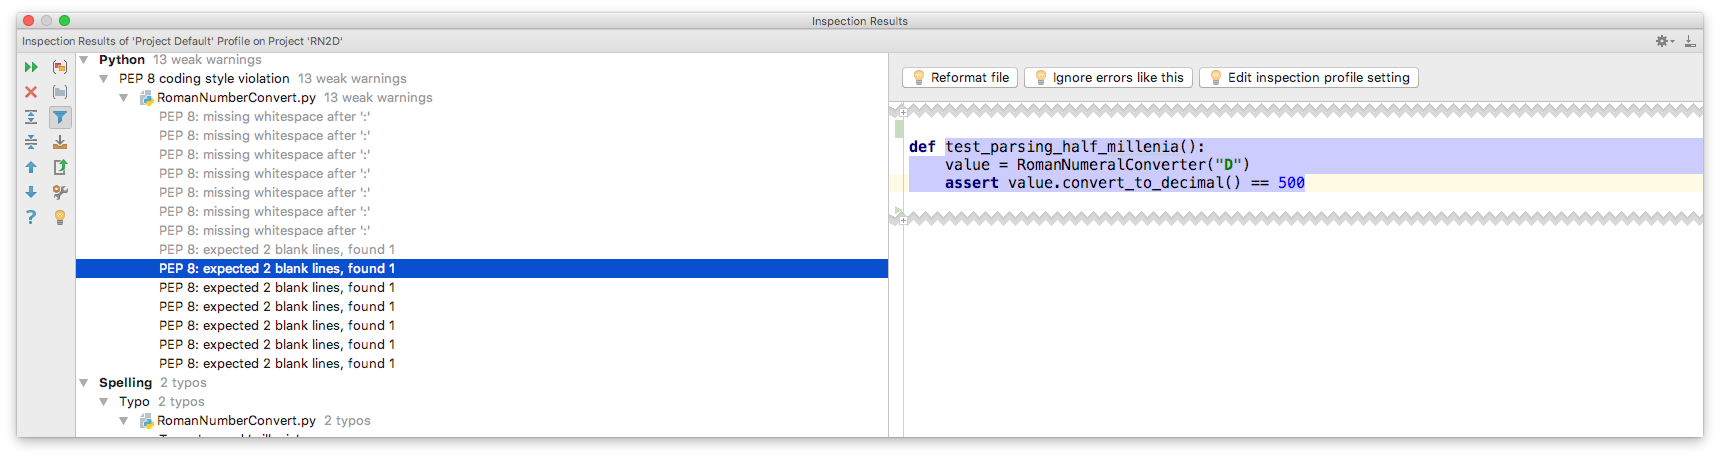 Inspection Results
Inspection Results of 'Project Default' Profile on Project 'RN2D'
Python 13 weak warnings
PEP 8 coding style violation 13 weak warnings
RomanNumberConvert.py 13 weak warnings
PEP 8: missing whitespace after ':'
PEP 8: missing whitespace after ':'
PEP 8: missing whitespace after ':'
PEP 8: missing whitespace after ':'
PEP 8: missing whitespace after ':'
PEP 8: missing whitespace after ':'
PEP 8: missing whitespace after ':'
PEP 8: expected 2 blank lines, found 1
PEP 8: expected 2 blank lines, found 1
PEP 8: expected 2 blank lines, found 1
PEP 8: expected 2 blank lines, found 1
PEP 8: expected 2 blank lines, found 1
PEP 8: expected 2 blank lines, found 1
PEP 8: expected 2 blank lines, found 1
Spelling 2 typos
Typo 2 typos
RomanNumberConvert.py 2 typos
Reformat file Ignore errors like this Edit inspection profile setting
def test_parsing_half_millenia():
    value = RomanNumeralConverter("D")
    assert value.convert_to_decimal() == 500